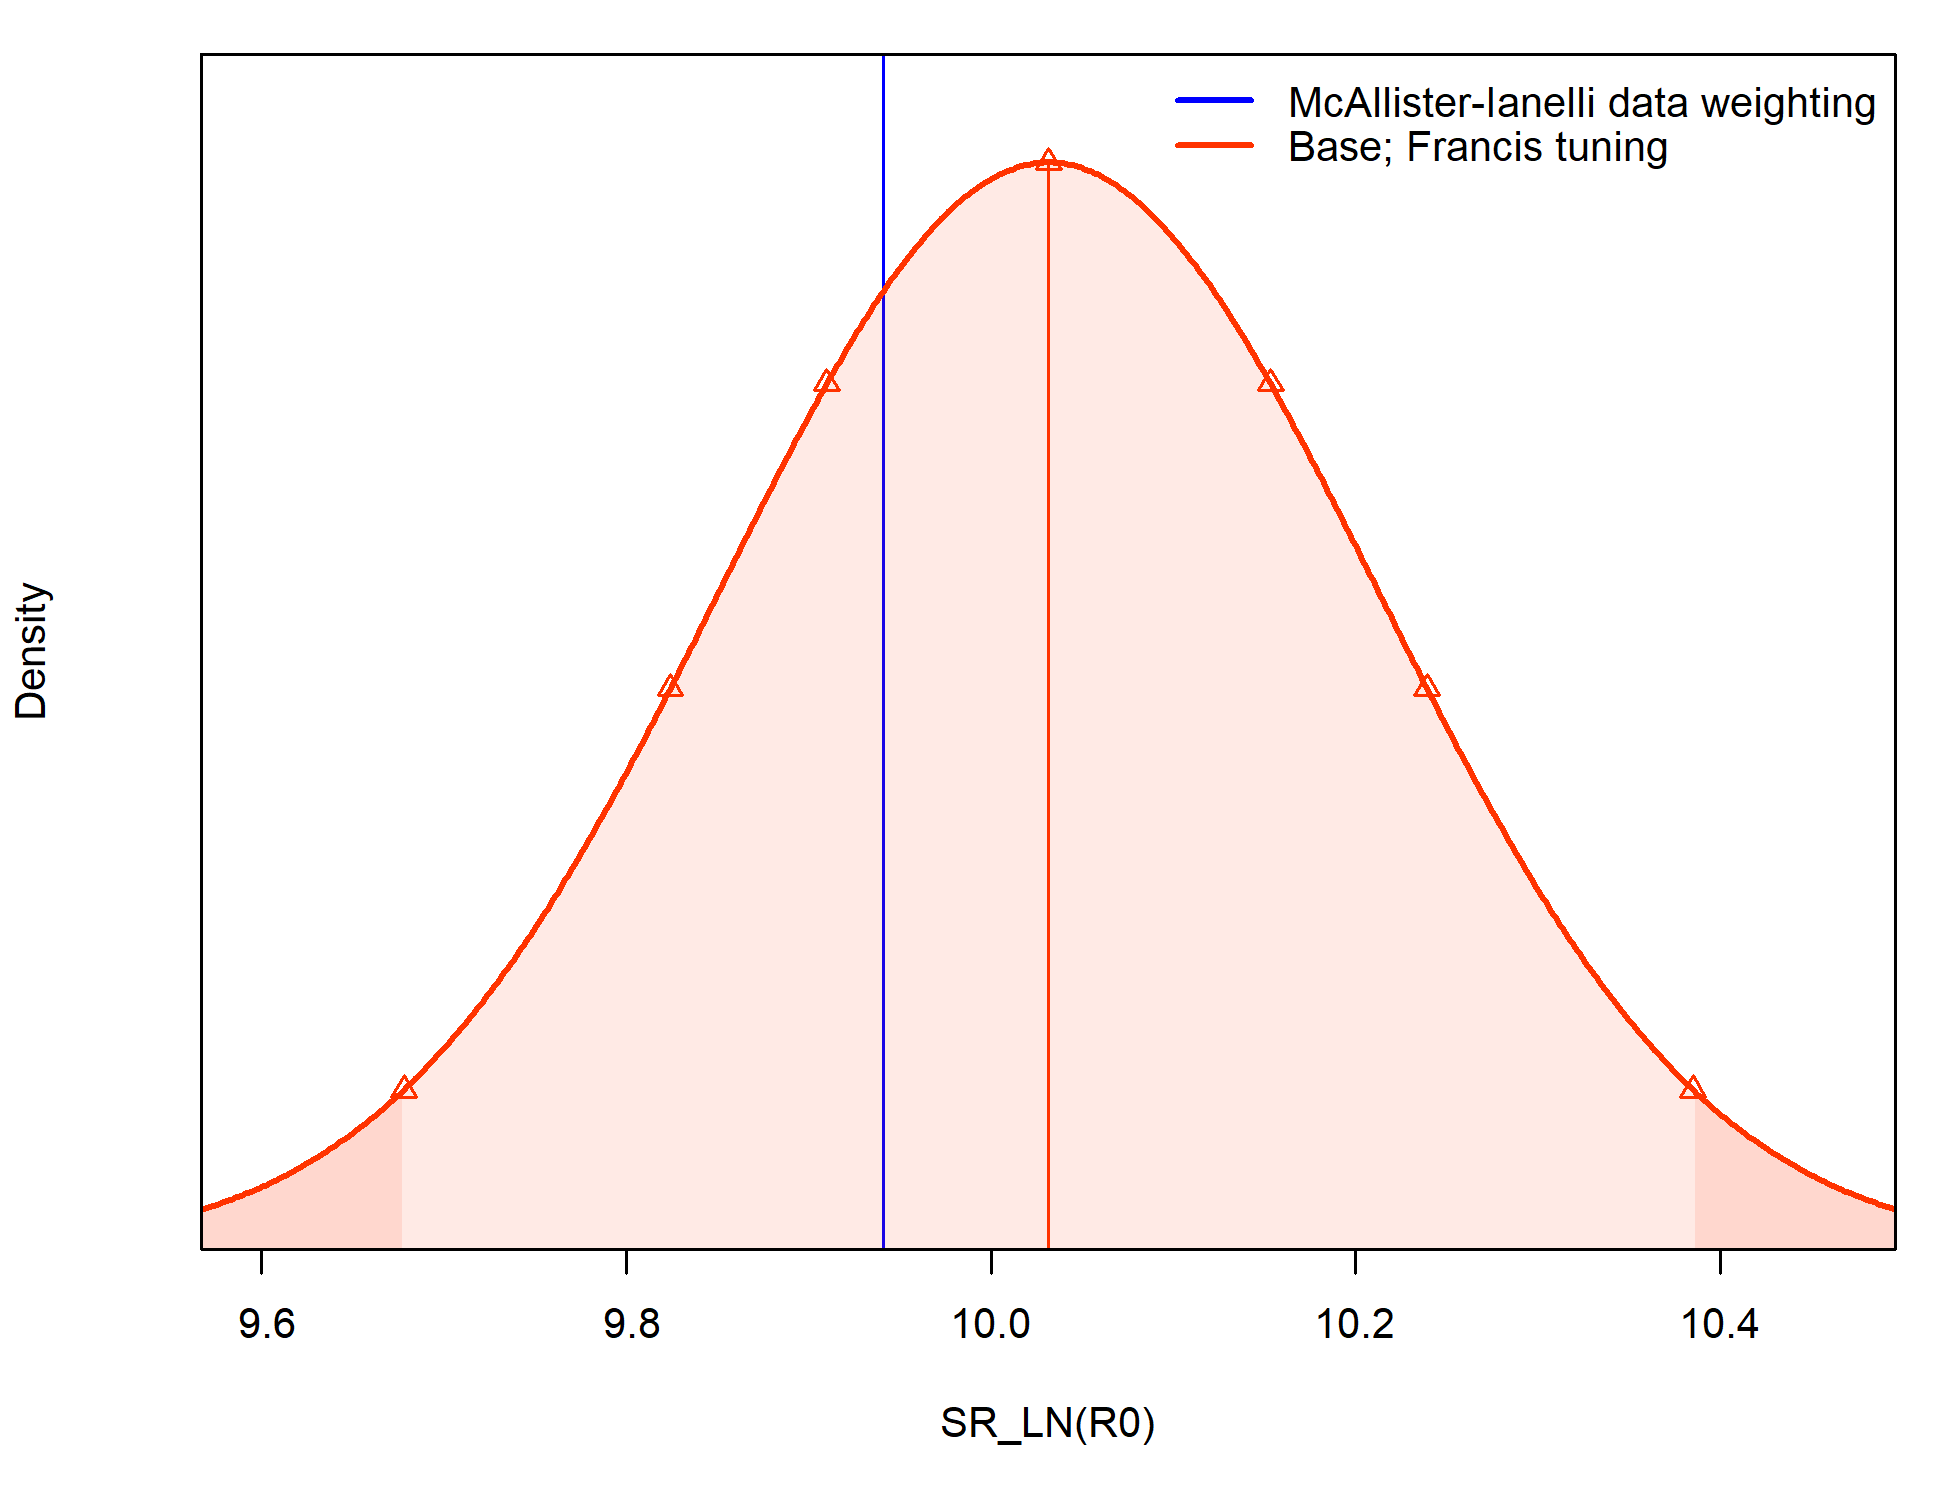 McAllister-Ianelli data weighting
Base; Francis tuning
Density
9.6
9.8
10.0
10.2
10.4
SR_LN(R0)